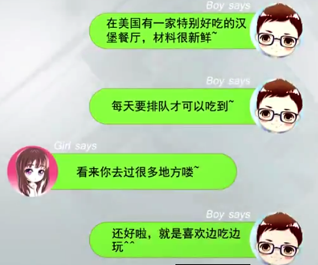 Boy says
在美国有一家特别好吃的汉
堡餐厅，材料很新鲜~
Boy says
每天要排队才可以吃到~
Girl says
看来你去过很多地方喽~
Boy says
还好啦，就是喜欢边吃边
玩^^